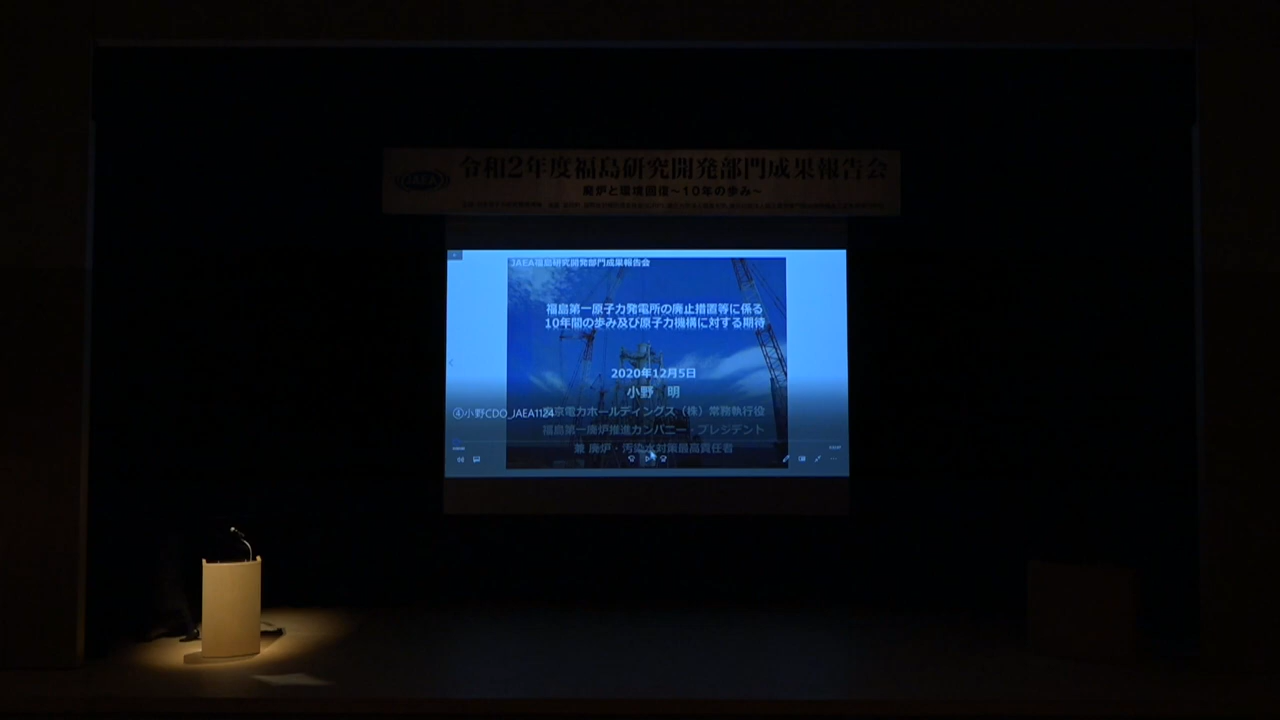 令和2年度福島研究開発部門成果報告会
JAEA
廃炉と環境回復~10年の歩み~
JAEA福島研究開発部門成果報告会
福島第一原子力発電所の廃止措置等に係る
10年間の歩み及び原子力機構に対する期待
2020年12月5日
小野 明
④小野CDO_JAEA1124
東京電力ホールディングス（株）常務執行役
福島第一廃炉推進カンパニー・プレジデント
兼 廃炉・汚染水対策最高責任者